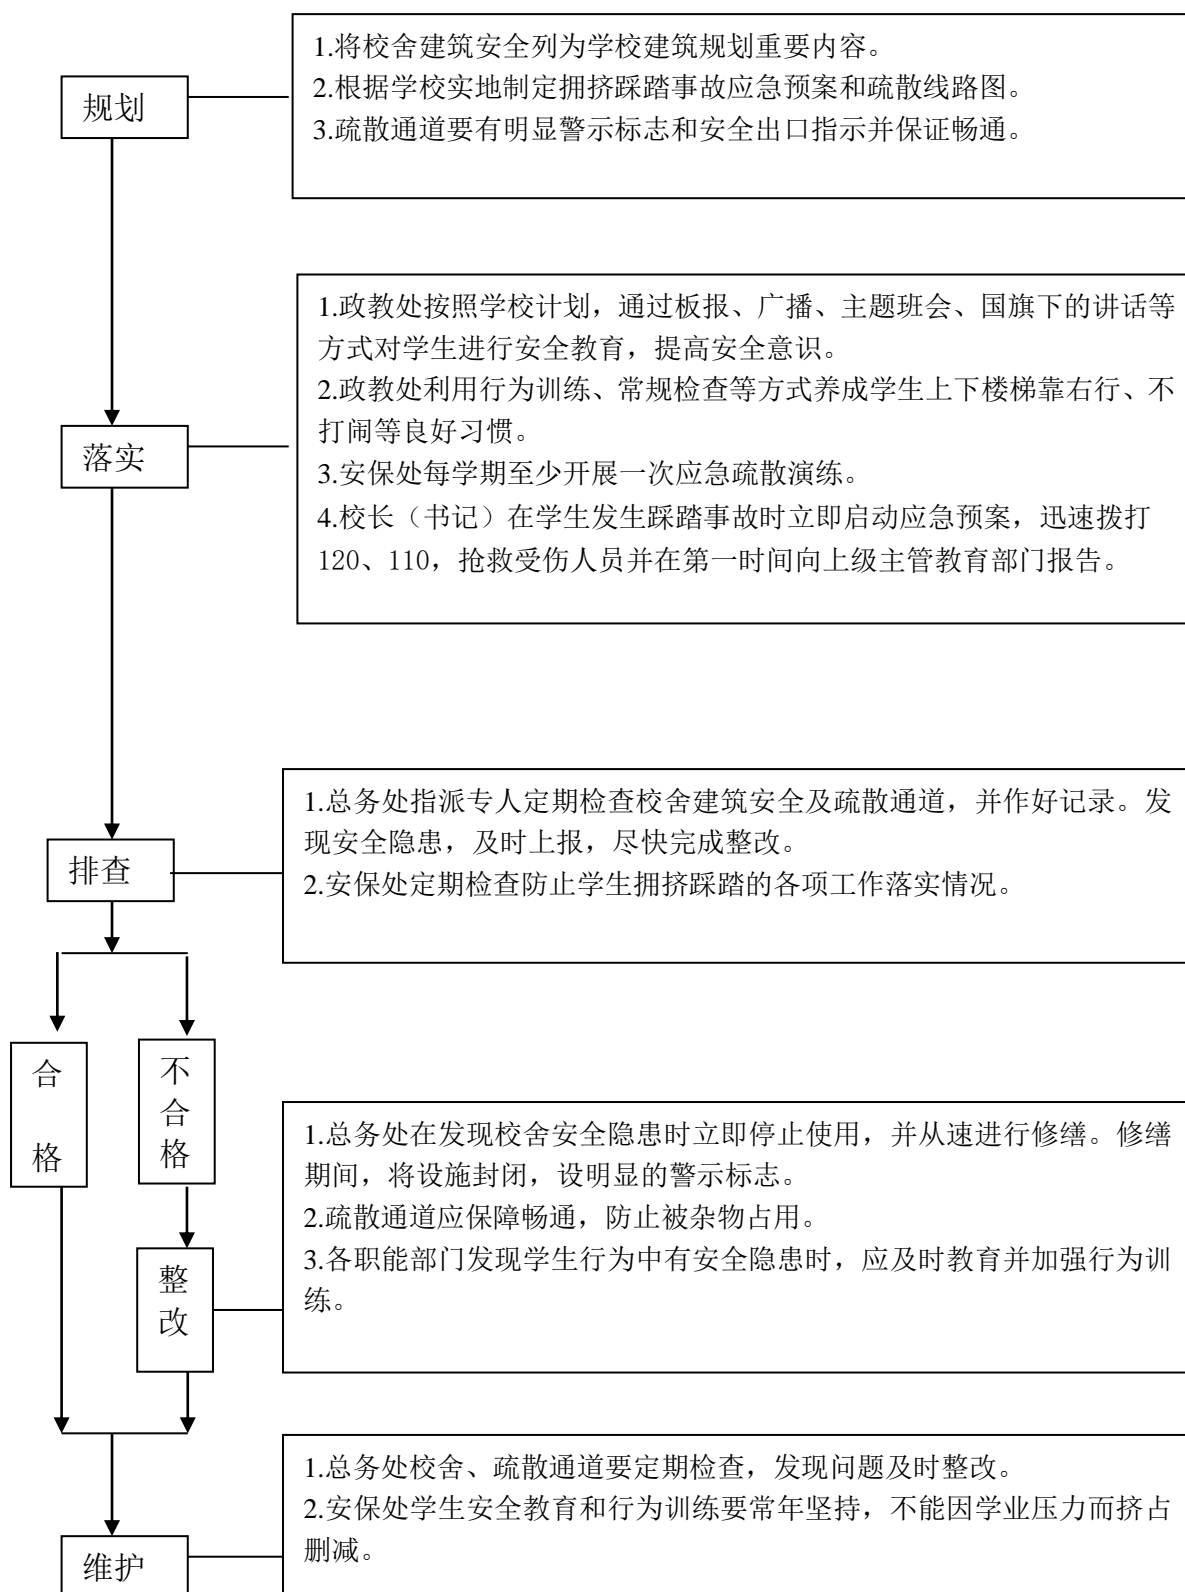 规划
1.将校舍建筑安全列为学校建筑规划重要内容。
2.根据学校实地制定拥挤踩踏事故应急预案和疏散线路图。
3.疏散通道要有明显警示标志和安全出口指示并保证畅通。
落实
1.政教处按照学校计划，通过板报、广播、主题班会、国旗下的讲话等
方式对学生进行安全教育，提高安全意识。
2.政教处利用行为训练、常规检查等方式养成学生上下楼梯靠右行、不
打闹等良好习惯。
3.安保处每学期至少开展一次应急疏散演练。
4.校长（书记）在学生发生踩踏事故时立即启动应急预案，迅速拨打
120、110，抢救受伤人员并在第一时间向上级主管教育部门报告。
排查
1.总务处指派专人定期检查校舍建筑安全及疏散通道，并作好记录。发
现安全隐患，及时上报，尽快完成整改。
2.安保处定期检查防止学生拥挤踩踏的各项工作落实情况。
合格
不合格
整改
1.总务处在发现校舍安全隐患时立即停止使用，并从速进行修缮。修缮
期间，将设施封闭，设明显的警示标志。
2.疏散通道应保障畅通，防止被杂物占用。
3.各职能部门发现学生行为中有安全隐患时，应及时教育并加强行为训
练。
维护
1.总务处校舍、疏散通道要定期检查，发现问题及时整改。
2.安保处学生安全教育和行为训练要常年坚持，不能因学业压力而挤占
删减。